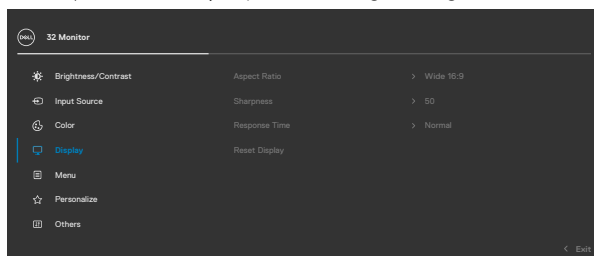 DELL 32 Monitor
Brightness/Contrast Aspect Ratio > Wide 16:9
Input Source Sharpness > 50
Color Response Time > Normal
Display Reset Display
Menu
Personalize
Others
< Exit